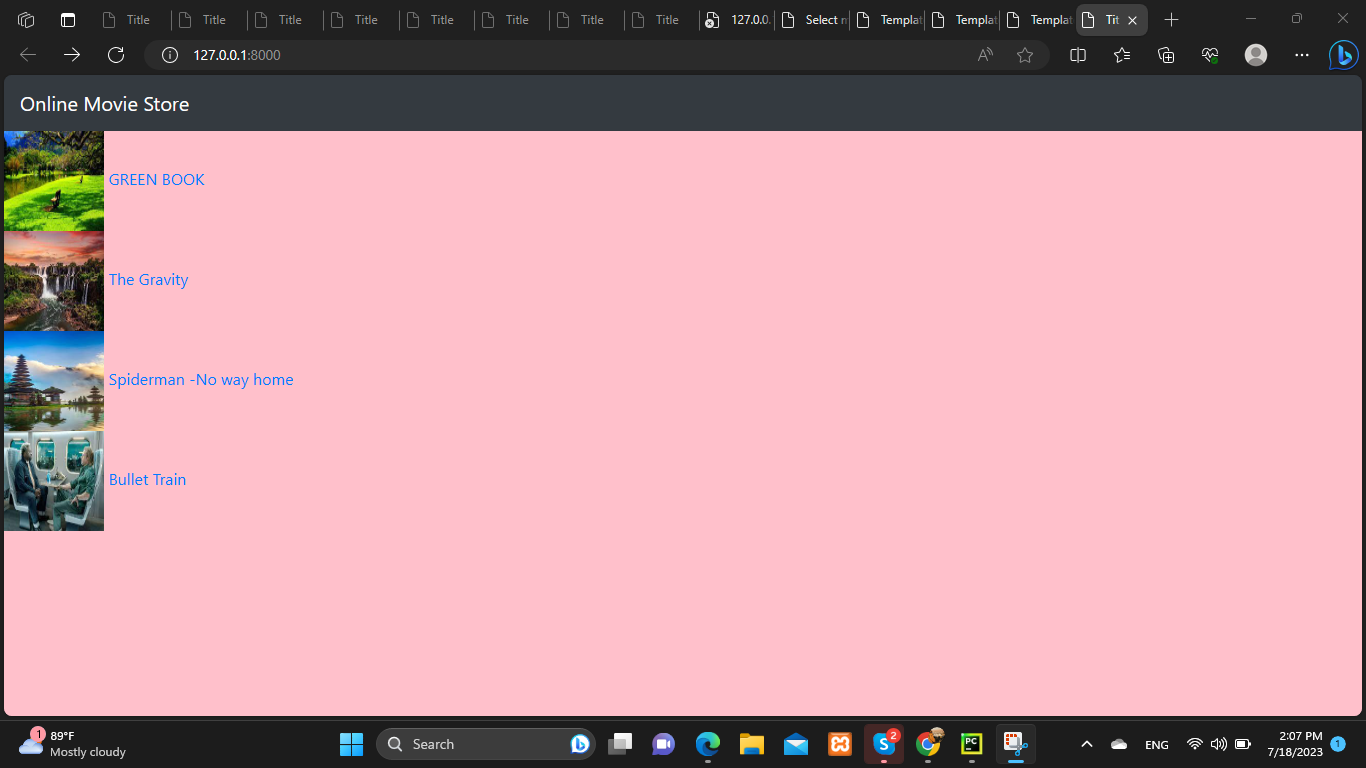 Title Title Title Title Title Title Title Title 127.0.0. Select m Templat Templat Templat Tit
127.0.0.1:8000
Online Movie Store
GREEN BOOK
The Gravity
Spiderman -No way home
Bullet Train
1
89°F
Mostly cloudy
Search
2
PC
ENG
2:07 PM
7/18/2023
1